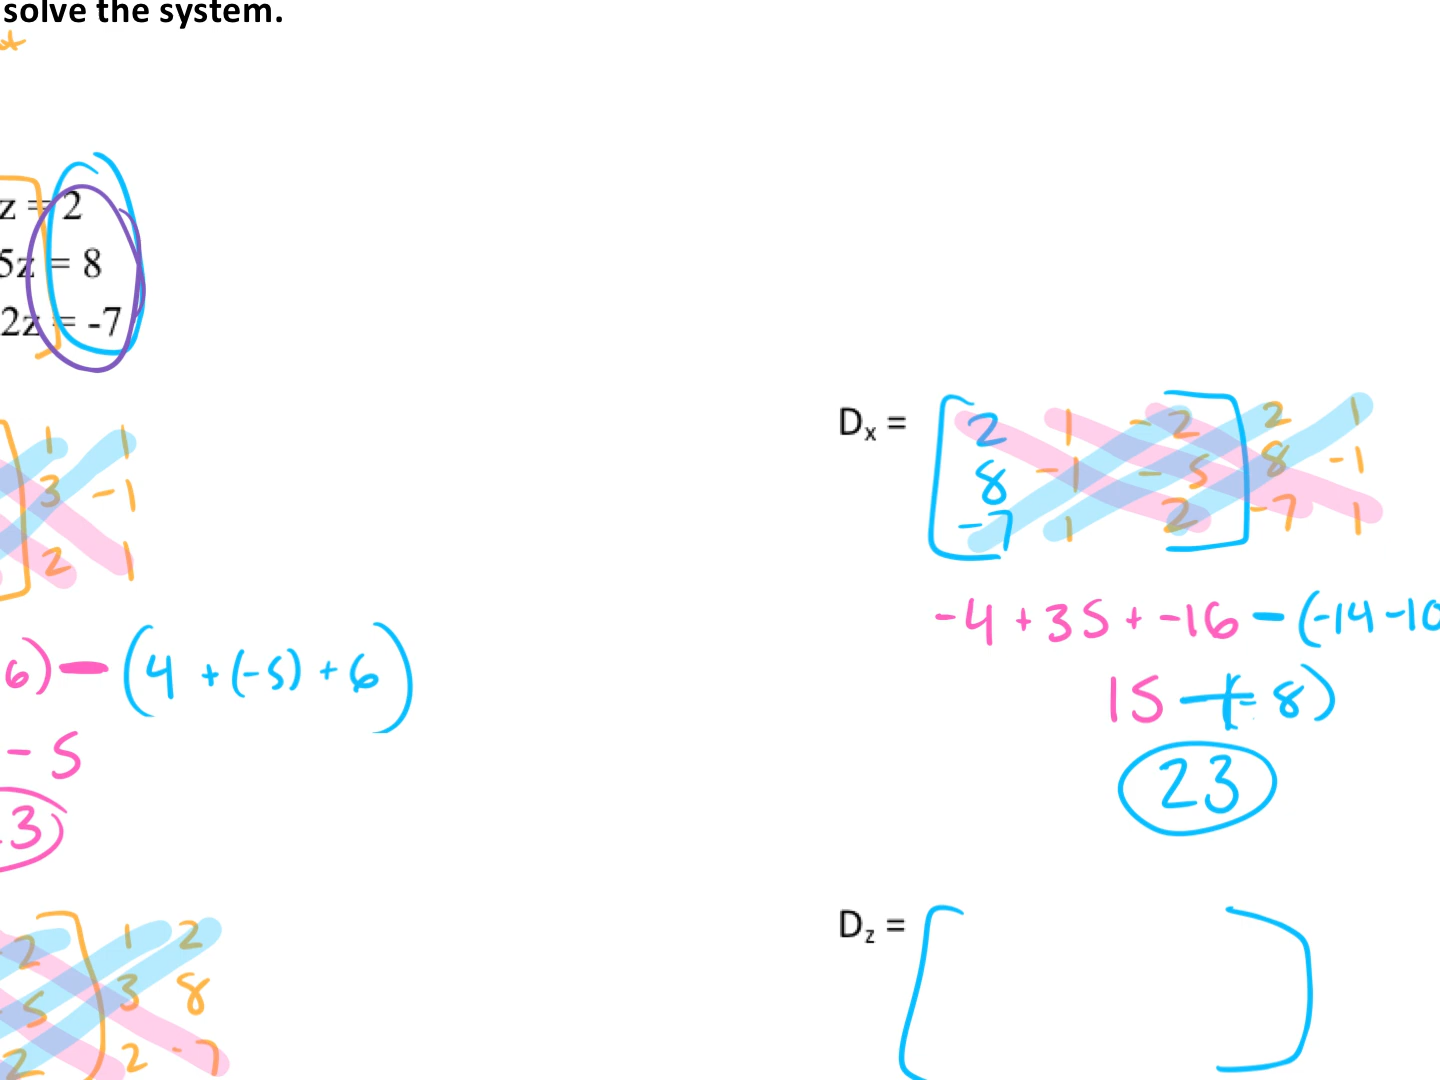 solve the system.
z = 2
5z = 8
2z = -7
1 1
3 -1
2 1
6) - (4 + (-5) + 6)
- 5
3
2 1 2
5 3 8
2 2 -7
Dx = [2 1 -2] 2 1
8 -1 -5 8 -1
-7 1 2 -7 1
-4 + 35 + -16 - (-14 -10
15 - (-8)
23
Dz = [ ]